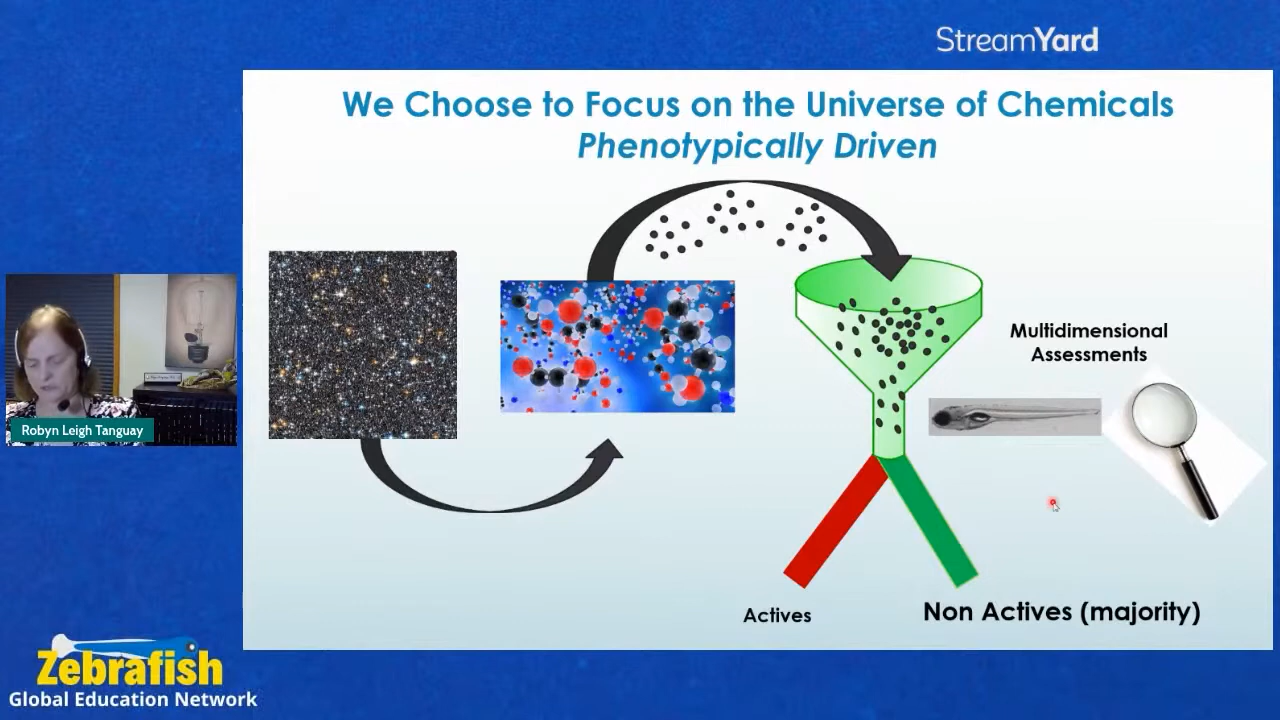 StreamYard
We Choose to Focus on the Universe of Chemicals
Phenotypically Driven
Multidimensional
Assessments
Robyn Leigh Tanguay
Actives
Non Actives (majority)
Zebrafish
Global Education Network